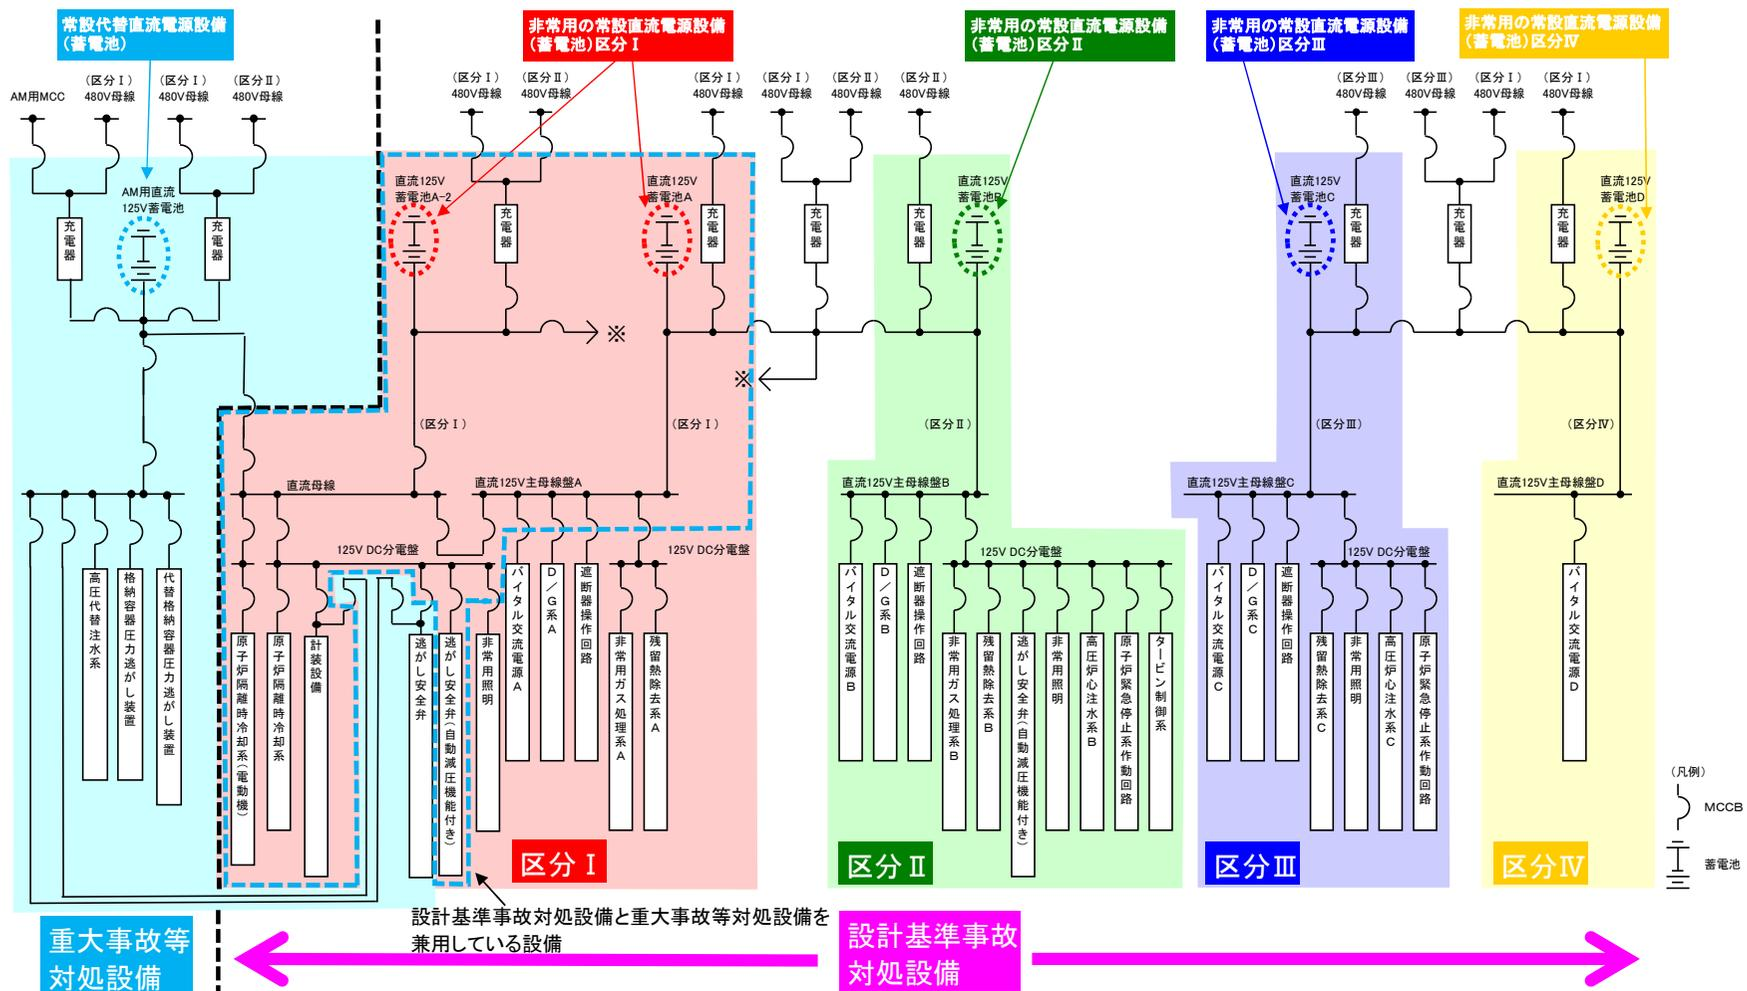 常設代替直流電源設備
(蓄電池)
非常用の常設直流電源設備
(蓄電池)区分Ⅰ
非常用の常設直流電源設備
(蓄電池)区分Ⅱ
非常用の常設直流電源設備
(蓄電池)区分Ⅲ
非常用の常設直流電源設備
(蓄電池)区分Ⅳ
AM用MCC
(区分Ⅰ)
480V母線
(区分Ⅰ)
480V母線
(区分Ⅱ)
480V母線
(区分Ⅰ)
480V母線
(区分Ⅱ)
480V母線
(区分Ⅰ)
480V母線
(区分Ⅰ)
480V母線
(区分Ⅱ)
480V母線
(区分Ⅱ)
480V母線
(区分Ⅲ)
480V母線
(区分Ⅲ)
480V母線
(区分Ⅰ)
480V母線
(区分Ⅰ)
480V母線
AM用直流
125V蓄電池
直流125V
蓄電池A-2
直流125V
蓄電池A
直流125V
蓄電池B
直流125V
蓄電池C
直流125V
蓄電池D
充電器
充電器
充電器
充電器
充電器
充電器
充電器
充電器
充電器
※
※
(区分Ⅰ)
(区分Ⅰ)
(区分Ⅱ)
(区分Ⅲ)
(区分Ⅳ)
直流母線
直流125V主母線盤A
直流125V主母線盤B
直流125V主母線盤C
直流125V主母線盤D
125V DC分電盤
125V DC分電盤
125V DC分電盤
125V DC分電盤
高圧代替注水系
格納容器圧力逃がし装置
代替格納容器圧力逃がし装置
原子炉隔離時冷却系(電動機)
原子炉隔離時冷却系
計装設備
逃がし安全弁
逃がし安全弁(自動減圧機能付き)
非常用照明
バイタル交流電源A
D/G系A
遮断器操作回路
非常用ガス処理系A
残留熱除去系A
バイタル交流電源B
D/G系B
遮断器操作回路
非常用ガス処理系B
残留熱除去系B
逃がし安全弁(自動減圧機能付き)
非常用照明
高圧炉心注水系B
原子炉緊急停止系作動回路
タービン制御系
バイタル交流電源C
D/G系C
遮断器操作回路
残留熱除去系C
非常用照明
高圧炉心注水系C
原子炉緊急停止系作動回路
バイタル交流電源D
(凡例)
MCCB
蓄電池
区分Ⅰ
区分Ⅱ
区分Ⅲ
区分Ⅳ
設計基準事故対処設備と重大事故等対処設備を
兼用している設備
重大事故等
対処設備
設計基準事故
対処設備